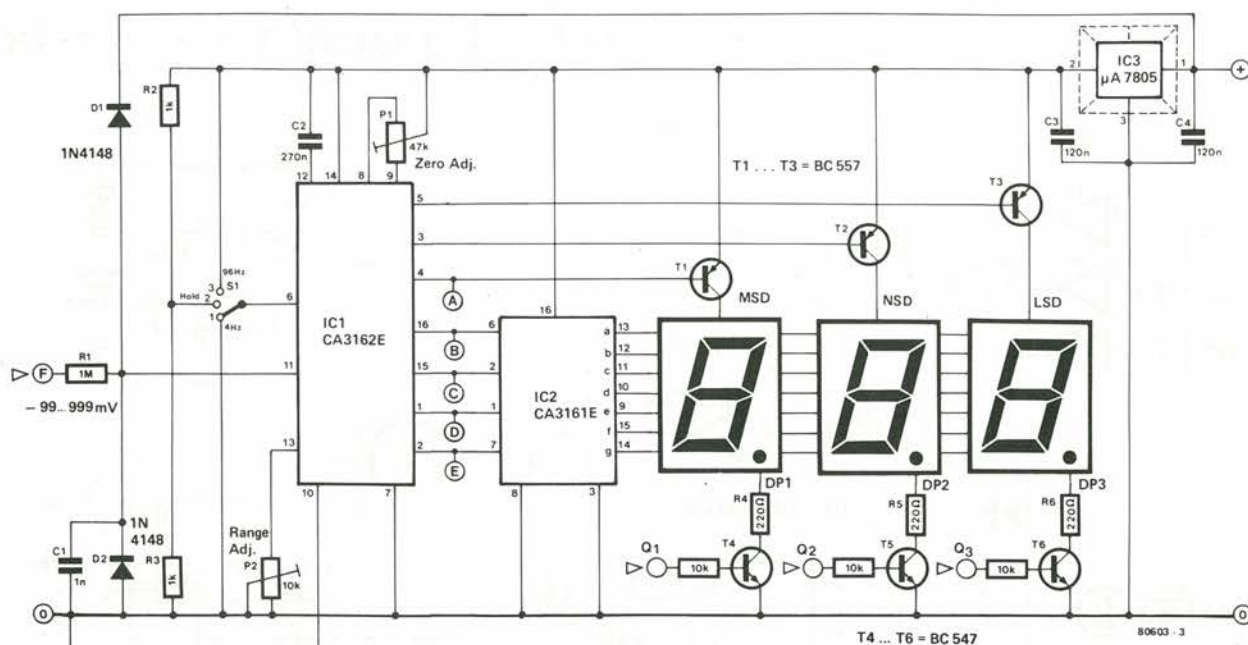 IC3
μA 7805
2
1
3
+
R2
1k
D1
1N4148
C2
270n
P1
47k
Zero Adj.
C3
120n
C4
120n
T1 ... T3 = BC 557
12
14
8
9
5
3
4
T3
T2
T1
MSD
NSD
LSD
96Hz
3
S1
Hold
2
1
4Hz
6
A
IC1
CA3162E
16
B
6
16
a
13
b
12
R1
1M
F
− 99... 999mV
11
15
C
2
IC2
CA3161E
c
11
d
10
1
D
1
e
9
f
15
13
2
E
7
g
14
10
7
8
3
DP1
DP2
DP3
R4
220Ω
R5
220Ω
R6
220Ω
1N
4148
Range
Adj.
C1
1n
D2
R3
1k
P2
10k
Q1
10k
T4
Q2
10k
T5
Q3
10k
T6
0
0
T4 ... T6 = BC 547
80603 - 3